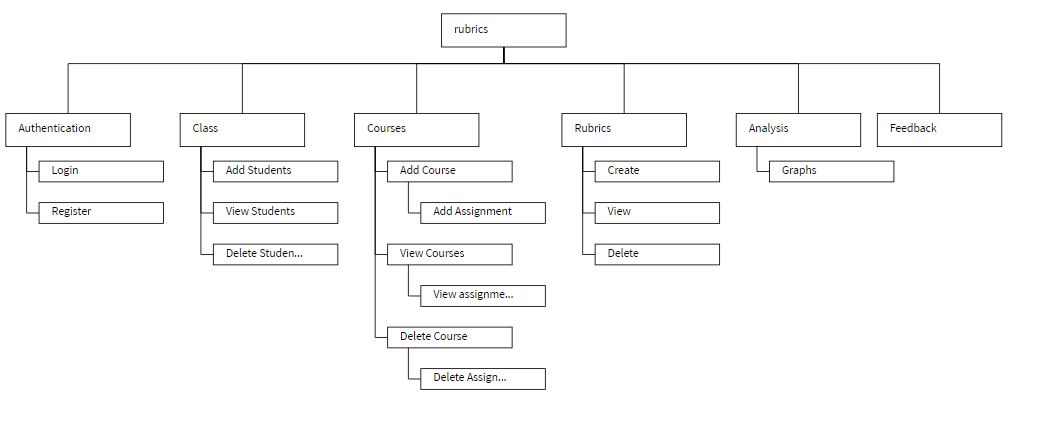 rubrics
Authentication
Class
Courses
Rubrics
Analysis
Feedback
Login
Add Students
Add Course
Create
Graphs
Register
View Students
Add Assignment
View
Delete Studen...
View Courses
Delete
View assignme...
Delete Course
Delete Assign...